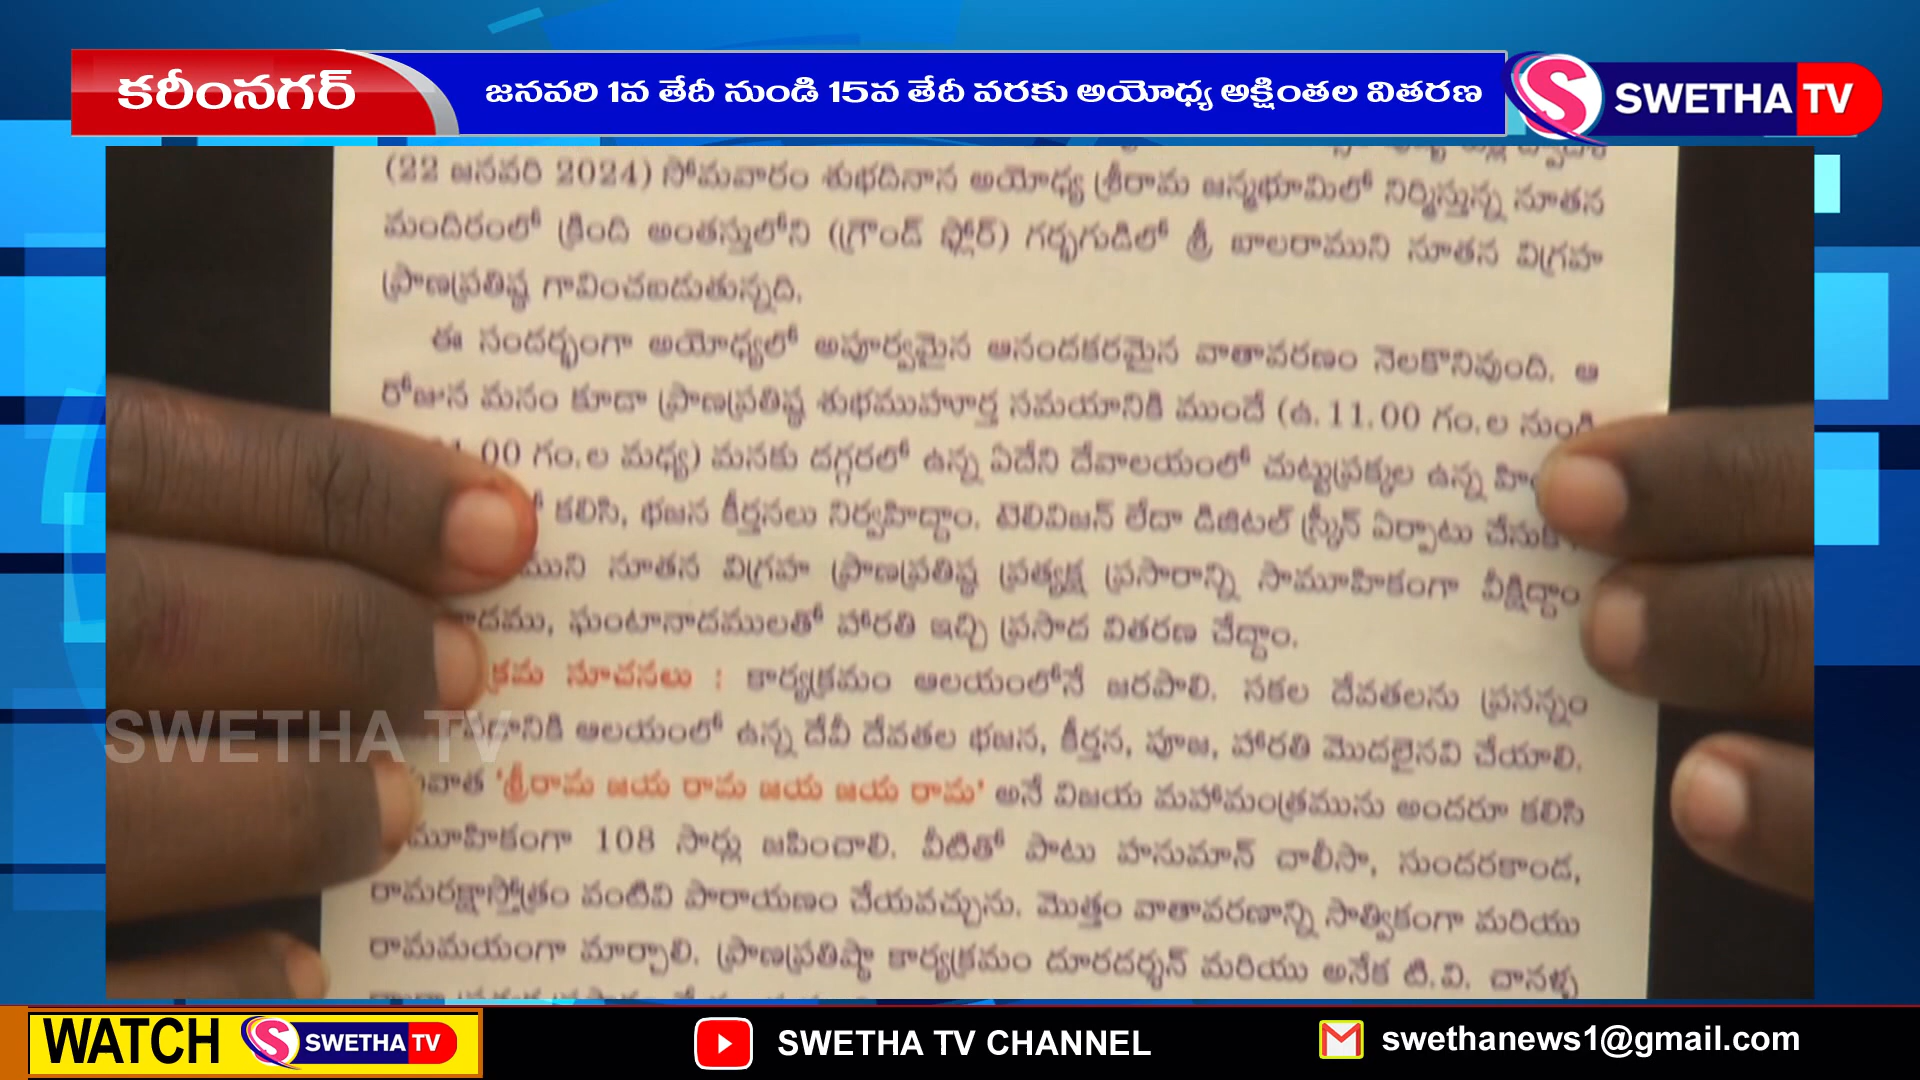 కరీంనగర్
జనవరి 1వ తేదీ నుండి 15వ తేదీ వరకు అయోధ్య అక్షింతల వితరణ
SWETHA TV
(22 జనవరి 2024) సోమవారం శుభదినాన అయోధ్య శ్రీరామ జన్మభూమిలో నిర్మిస్తున్న నూతన
మందిరంలో క్రింది అంతస్తులోని (గ్రౌండ్ ఫ్లోర్) గర్భగుడిలో శ్రీ బాలరాముని నూతన విగ్రహ
ప్రాణప్రతిష్ఠ గావించబడుతున్నది.
ఈ సందర్భంగా అయోధ్యలో అపూర్వమైన ఆనందకరమైన వాతావరణం నెలకొనివుంది. ఆ
రోజున మనం కూడా ప్రాణప్రతిష్ఠ శుభముహూర్త సమయానికి ముందే (ఉ.11.00 గం.ల నుండి
1.00 గం.ల మధ్య) మనకు దగ్గరలో ఉన్న ఏదేని దేవాలయంలో చుట్టుప్రక్కల ఉన్న
కలిసి, భజన కీర్తనలు నిర్వహిద్దాం. టెలివిజన్ లేదా డిజిటల్ స్క్రీన్ ఏర్పాటు
నూతన విగ్రహ ప్రాణప్రతిష్ఠ ప్రత్యక్ష ప్రసారాన్ని సామూహికంగా వీక్షిద్దాం
ఘంటానాదములతో హారతి ఇచ్చి ప్రసాద వితరణ చేద్దాం.
సూచనలు : కార్యక్రమం ఆలయంలోనే జరపాలి. సకల దేవతలను ప్రసన్నం
ఆలయంలో ఉన్న దేవీ దేవతల భజన, కీర్తన, పూజ, హారతి మొదలైనవి చేయాలి.
'శ్రీరామ జయ రామ జయ జయ రామ' అనే విజయ మహామంత్రమును అందరూ కలిసి
108 సార్లు జపించాలి. వీటితో పాటు హనుమాన్ చాలీసా, సుందరకాండ,
రామరక్షాస్తోత్రం వంటివి పారాయణం చేయవచ్చును. మొత్తం వాతావరణాన్ని సాత్వికంగా మరియు
రామమయంగా మార్చాలి. ప్రాణప్రతిష్ఠా కార్యక్రమం దూరదర్శన్ మరియు అనేక టి.వి. చానళ్ళ
SWETHA TV
WATCH SWETHA TV
SWETHA TV CHANNEL
swethanews1@gmail.com